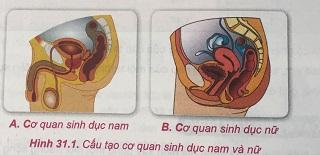 A. Cơ quan sinh dục nam
B. Cơ quan sinh dục nữ
Hình 31.1. Cấu tạo cơ quan sinh dục nam và nữ